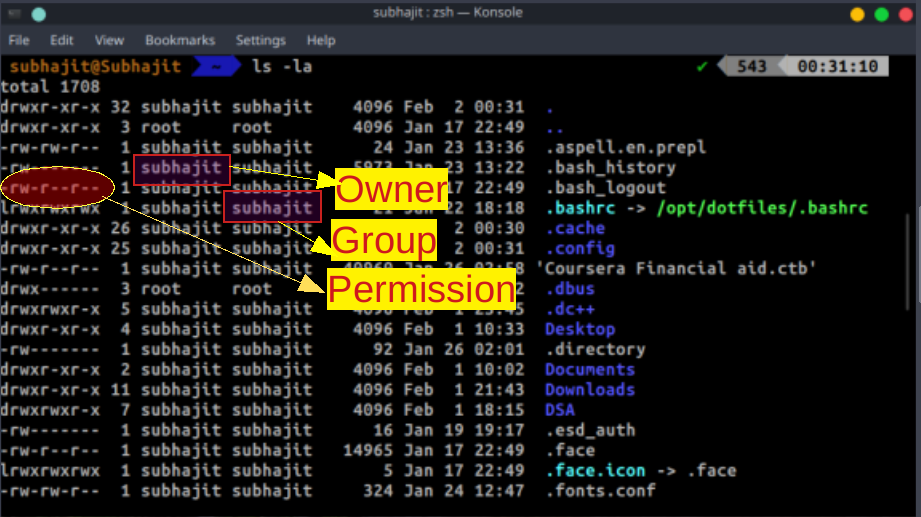 subhajit : zsh — Konsole
File Edit View Bookmarks Settings Help
subhajit@Subhajit ~ ls -la ✔ 543 00:31:10
total 1708
drwxr-xr-x 32 subhajit subhajit 4096 Feb 2 00:31 .
drwxr-xr-x 3 root root 4096 Jan 17 22:49 ..
-rw-rw-r-- 1 subhajit subhajit 24 Jan 23 13:36 .aspell.en.prepl
-rw------- 1 subhajit subhajit 5973 Jan 23 13:22 .bash_history
-rw-r--r-- 1 subhajit subhajit 17 22:49 .bash_logout
Owner
lrwxrwxrwx 1 subhajit subhajit 21 Jan 22 18:18 .bashrc -> /opt/dotfiles/.bashrc
drwxr-xr-x 26 subhajit subhajit 2 00:30 .cache
Group
drwxr-xr-x 25 subhajit subhajit 2 00:31 .config
-rw-r--r-- 1 subhajit subhajit 'Coursera Financial aid.ctb'
drwx------ 3 root root .dbus
Permission
drwxrwxr-x 5 subhajit subhajit 4096 Feb 1 .dc++
drwxr-xr-x 4 subhajit subhajit 4096 Feb 1 10:33 Desktop
-rw------- 1 subhajit subhajit 92 Jan 26 02:01 .directory
drwxr-xr-x 2 subhajit subhajit 4096 Feb 1 10:02 Documents
drwxr-xr-x 11 subhajit subhajit 4096 Feb 1 21:43 Downloads
drwxrwxr-x 7 subhajit subhajit 4096 Feb 1 18:15 DSA
-rw------- 1 subhajit subhajit 16 Jan 19 19:17 .esd_auth
-rw-r--r-- 1 subhajit subhajit 14965 Jan 17 22:49 .face
lrwxrwxrwx 1 subhajit subhajit 5 Jan 17 22:49 .face.icon -> .face
-rw-rw-r-- 1 subhajit subhajit 324 Jan 24 12:47 .fonts.conf